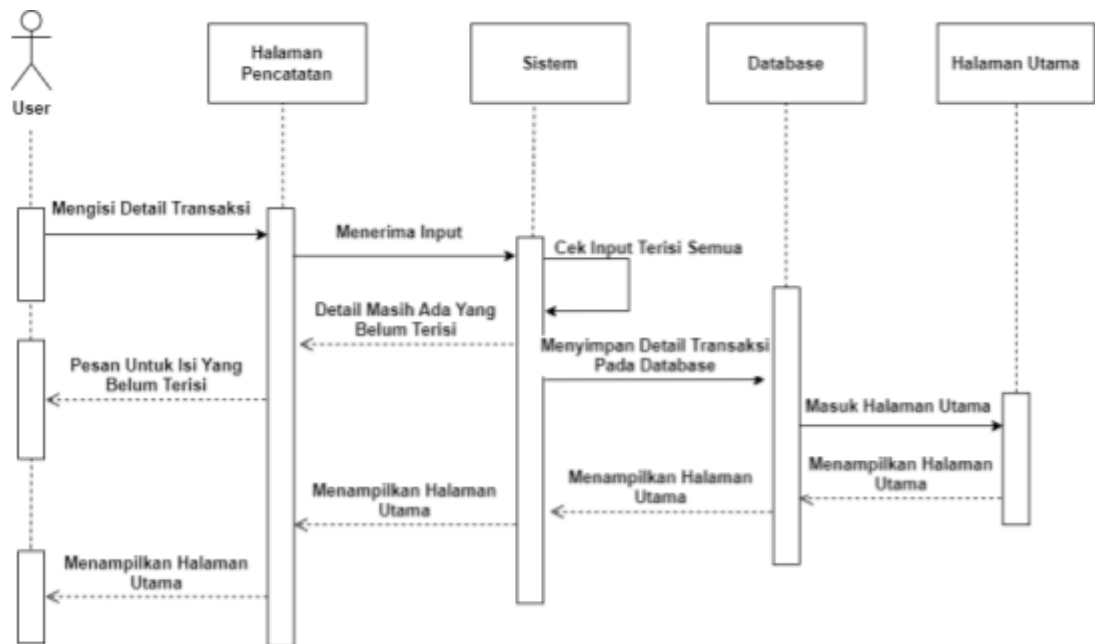 User
Halaman
Pencatatan
Sistem
Database
Halaman Utama
Mengisi Detail Transaksi
Menerima Input
Cek Input Terisi Semua
Detail Masih Ada Yang
Belum Terisi
Menyimpan Detail Transaksi
Pada Database
Pesan Untuk Isi Yang
Belum Terisi
Masuk Halaman Utama
Menampilkan Halaman
Utama
Menampilkan Halaman
Utama
Menampilkan Halaman
Utama
Menampilkan Halaman
Utama